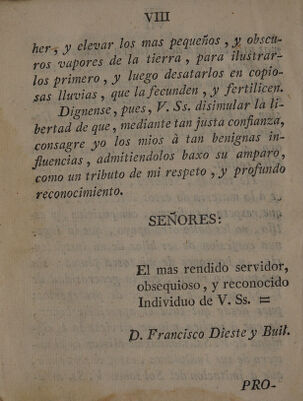 VIII
her, y elevar los mas pequeños, y obscu-
ros vapores de la tierra, para ilustrar-
los primero, y luego desatarlos en copio-
sas lluvias, que la fecunden, y fertilicen.
Dignense, pues, V. Ss. disimular la li-
bertad de que, mediante tan justa confianza,
consagre yo los mios à tan benignas in-
fluencias, admitiendolos baxo su amparo,
como un tributo de mi respeto, y profundo
reconocimiento.
SEÑORES:
El mas rendido servidor,
obsequioso, y reconocido
Individuo de V. Ss. =
D. Francisco Dieste y Buil.
PRO-